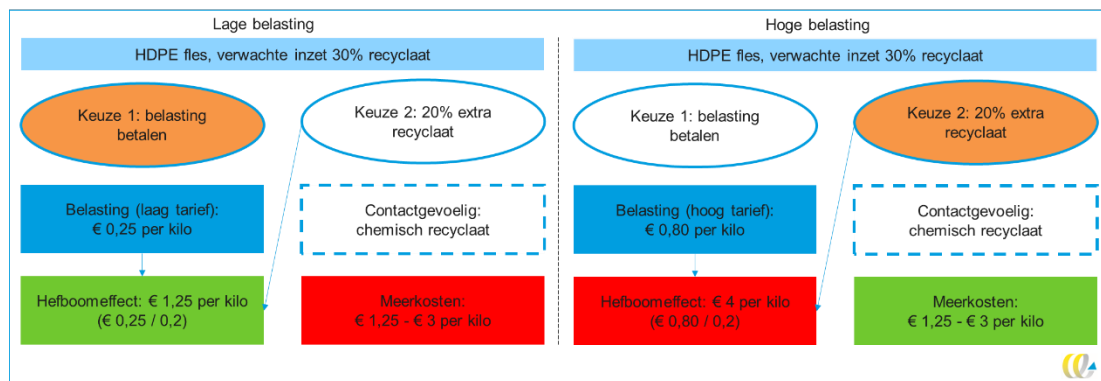 Lage belasting
HDPE fles, verwachte inzet 30% recyclaat
Keuze 1: belasting
betalen
Keuze 2: 20% extra
recyclaat
Belasting (laag tarief):
€ 0,25 per kilo
Contactgevoelig:
chemisch recyclaat
Hefboomeffect: € 1,25 per kilo
(€ 0,25 / 0,2)
Meerkosten:
€ 1,25 - € 3 per kilo
Hoge belasting
HDPE fles, verwachte inzet 30% recyclaat
Keuze 1: belasting
betalen
Keuze 2: 20% extra
recyclaat
Belasting (hoog tarief):
€ 0,80 per kilo
Contactgevoelig:
chemisch recyclaat
Hefboomeffect: € 4 per kilo
(€ 0,80 / 0,2)
Meerkosten:
€ 1,25 - € 3 per kilo